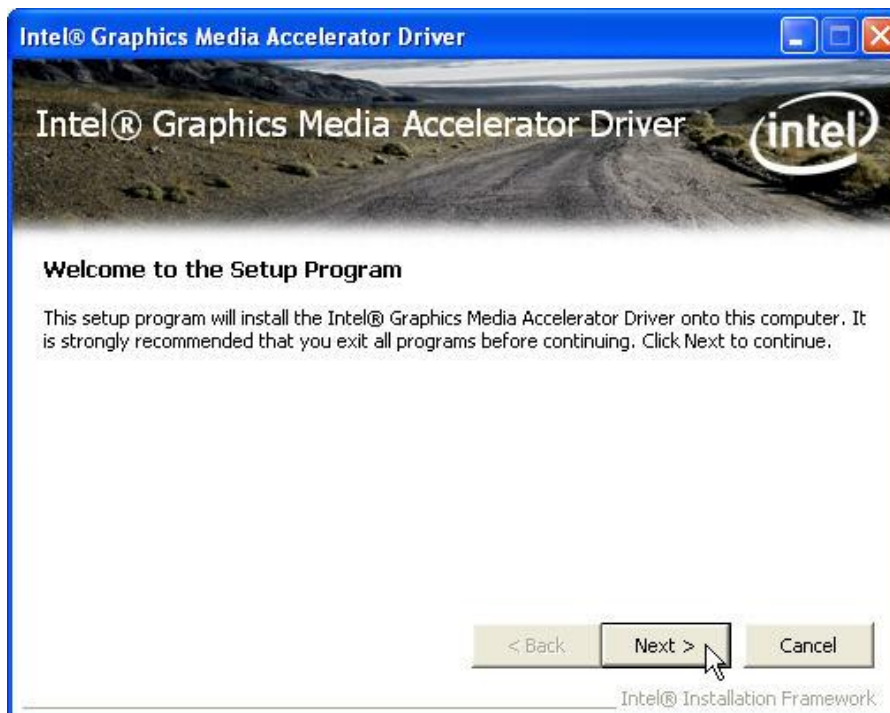 Intel® Graphics Media Accelerator Driver
Intel® Graphics Media Accelerator Driver
intel
Welcome to the Setup Program
This setup program will install the Intel® Graphics Media Accelerator Driver onto this computer. It
is strongly recommended that you exit all programs before continuing. Click Next to continue.
< Back Next > Cancel
Intel® Installation Framework